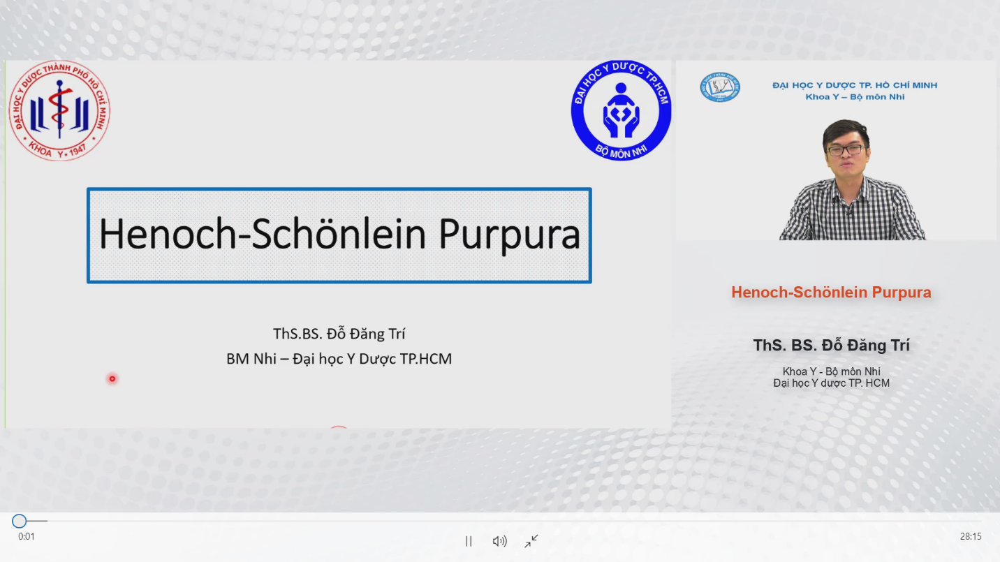 ĐẠI HỌC Y DƯỢC THÀNH PHỐ HỒ CHÍ MINH
KHOA Y • 1947
ĐẠI HỌC Y DƯỢC TP.HCM
BỘ MÔN NHI
Henoch-Schönlein Purpura
ThS.BS. Đỗ Đăng Trí
BM Nhi – Đại học Y Dược TP.HCM
ĐẠI HỌC Y DƯỢC TP. HỒ CHÍ MINH
Khoa Y – Bộ môn Nhi
Henoch-Schönlein Purpura
ThS. BS. Đỗ Đăng Trí
Khoa Y - Bộ môn Nhi
Đại học Y dược TP. HCM
0:01
28:15